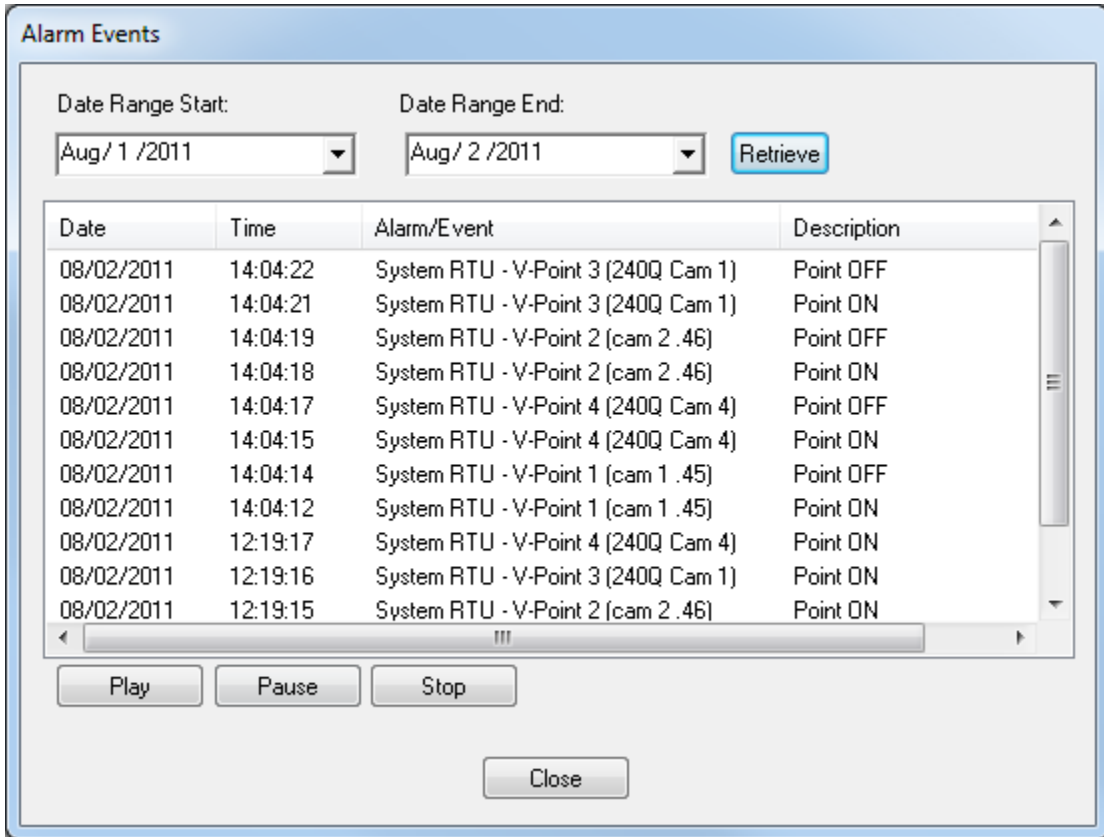 Alarm Events
Date Range Start: Date Range End:
Aug/ 1 /2011 Aug/ 2 /2011 Retrieve
Date Time Alarm/Event Description
08/02/2011 14:04:22 System RTU - V-Point 3 (240Q Cam 1) Point OFF
08/02/2011 14:04:21 System RTU - V-Point 3 (240Q Cam 1) Point ON
08/02/2011 14:04:19 System RTU - V-Point 2 (cam 2 .46) Point OFF
08/02/2011 14:04:18 System RTU - V-Point 2 (cam 2 .46) Point ON
08/02/2011 14:04:17 System RTU - V-Point 4 (240Q Cam 4) Point OFF
08/02/2011 14:04:15 System RTU - V-Point 4 (240Q Cam 4) Point ON
08/02/2011 14:04:14 System RTU - V-Point 1 (cam 1 .45) Point OFF
08/02/2011 14:04:12 System RTU - V-Point 1 (cam 1 .45) Point ON
08/02/2011 12:19:17 System RTU - V-Point 4 (240Q Cam 4) Point ON
08/02/2011 12:19:16 System RTU - V-Point 3 (240Q Cam 1) Point ON
08/02/2011 12:19:15 System RTU - V-Point 2 (cam 2 .46) Point ON
Play Pause Stop
Close